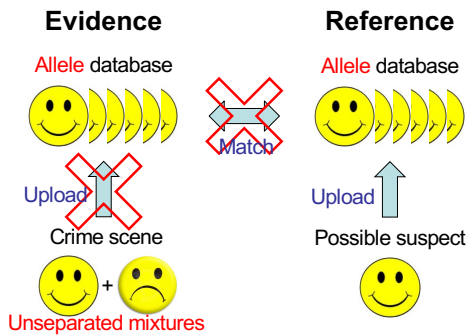 Evidence
Reference
Allele database
Allele database
Match
Upload
Upload
Crime scene
Possible suspect
+
Unseparated mixtures